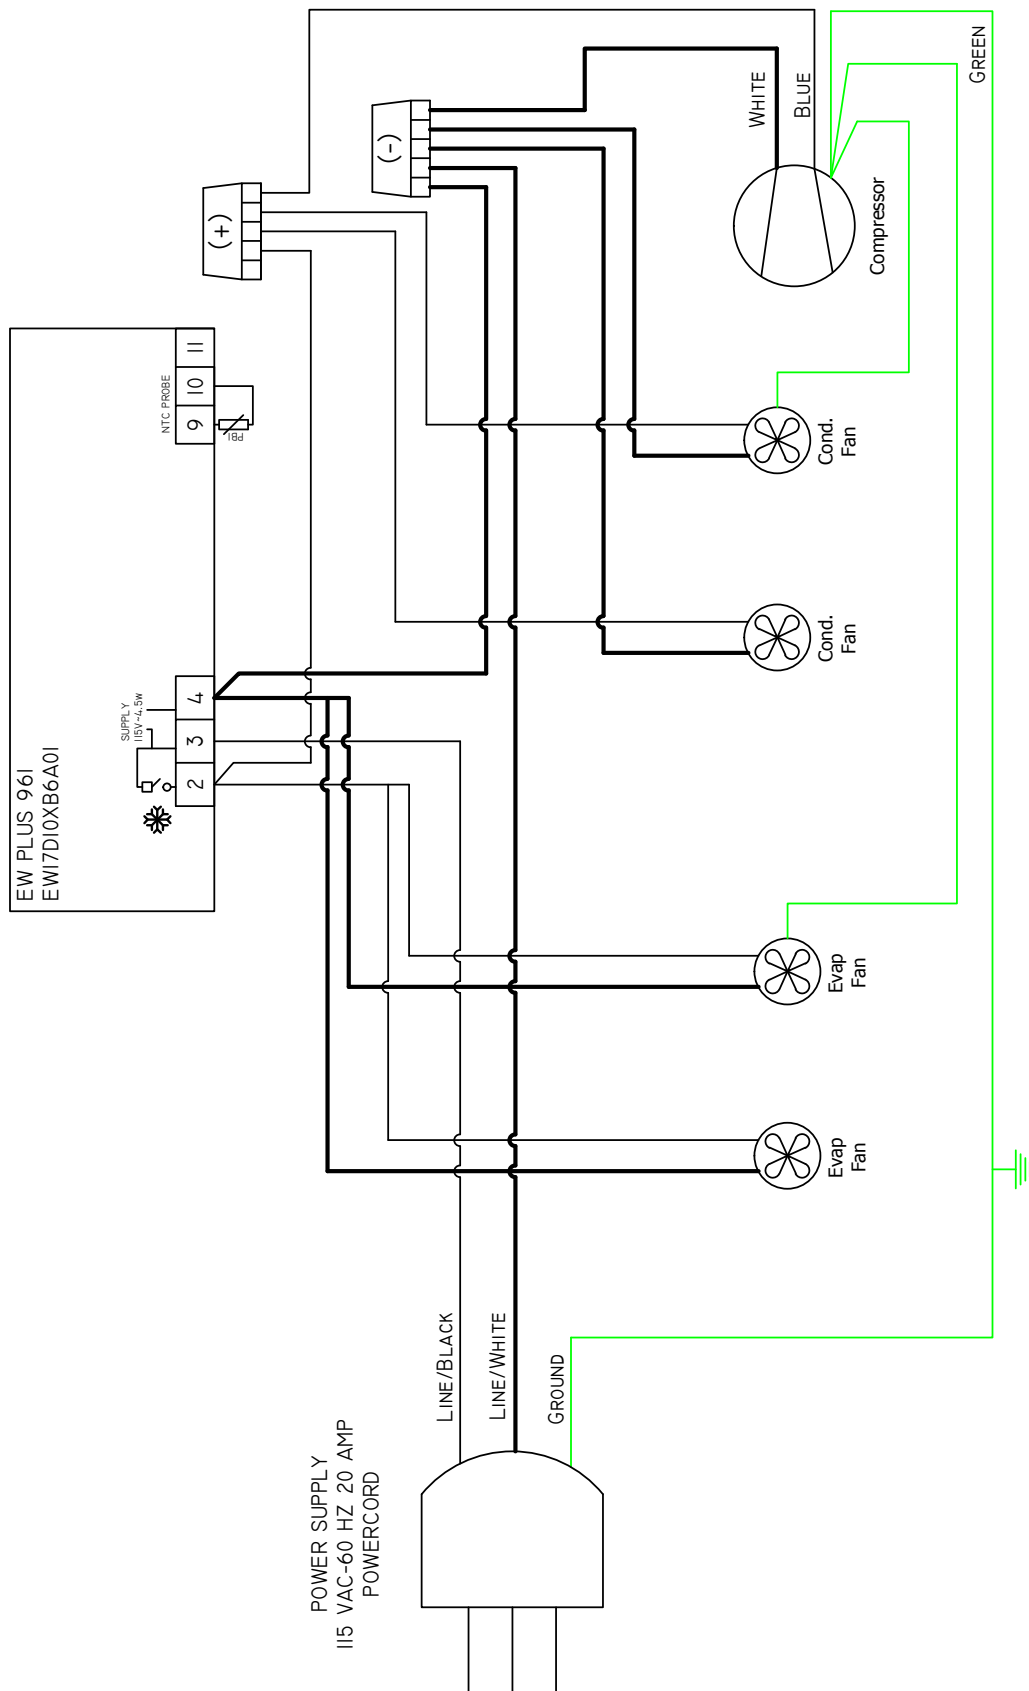 EW PLUS 961
EW17D10XB6A01
SUPPLY
115V-4.5W
2
3
4
NTC PROBE
9
10
11
PB1
(+)
(-)
WHITE
BLUE
GREEN
Compressor
Cond.
Fan
Cond.
Fan
Evap
Fan
Evap
Fan
LINE/BLACK
LINE/WHITE
GROUND
POWER SUPPLY
115 VAC-60 HZ 20 AMP
POWERCORD